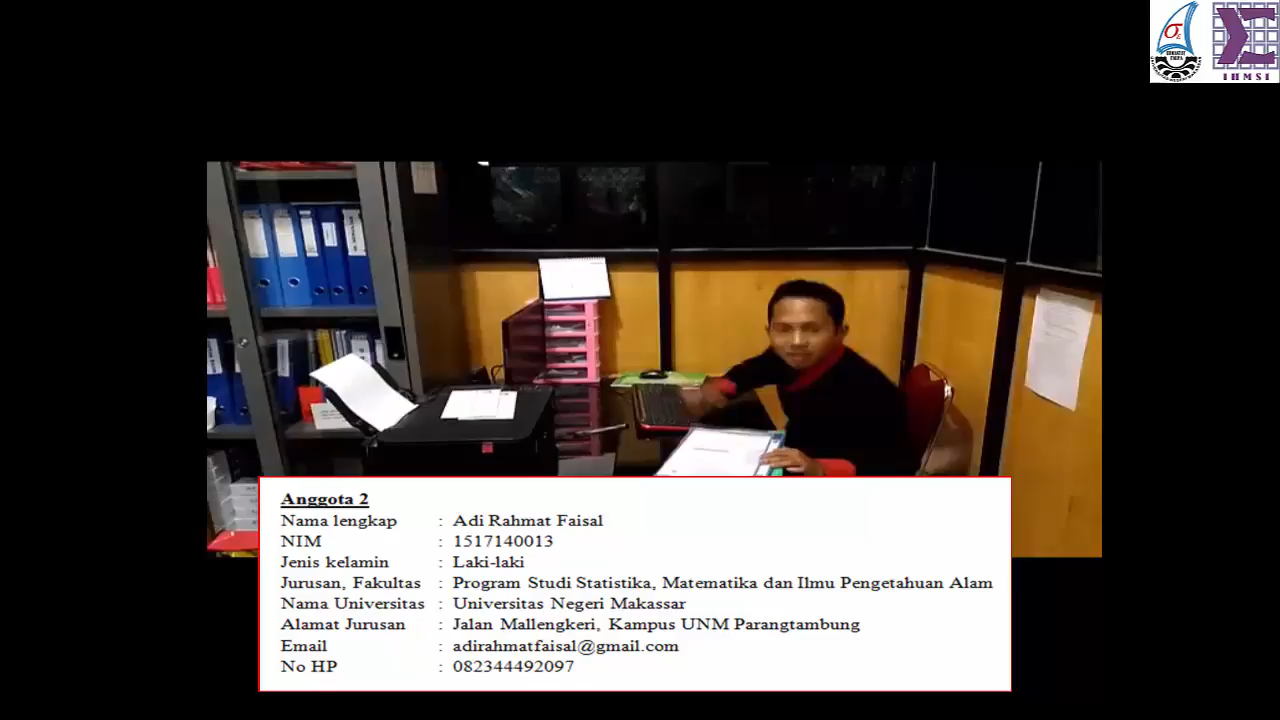 IHMSI
Anggota 2
Nama lengkap : Adi Rahmat Faisal
NIM : 1517140013
Jenis kelamin : Laki-laki
Jurusan, Fakultas : Program Studi Statistika, Matematika dan Ilmu Pengetahuan Alam
Nama Universitas : Universitas Negeri Makassar
Alamat Jurusan : Jalan Mallengkeri, Kampus UNM Parangtambung
Email : adirahmatfaisal@gmail.com
No HP : 082344492097